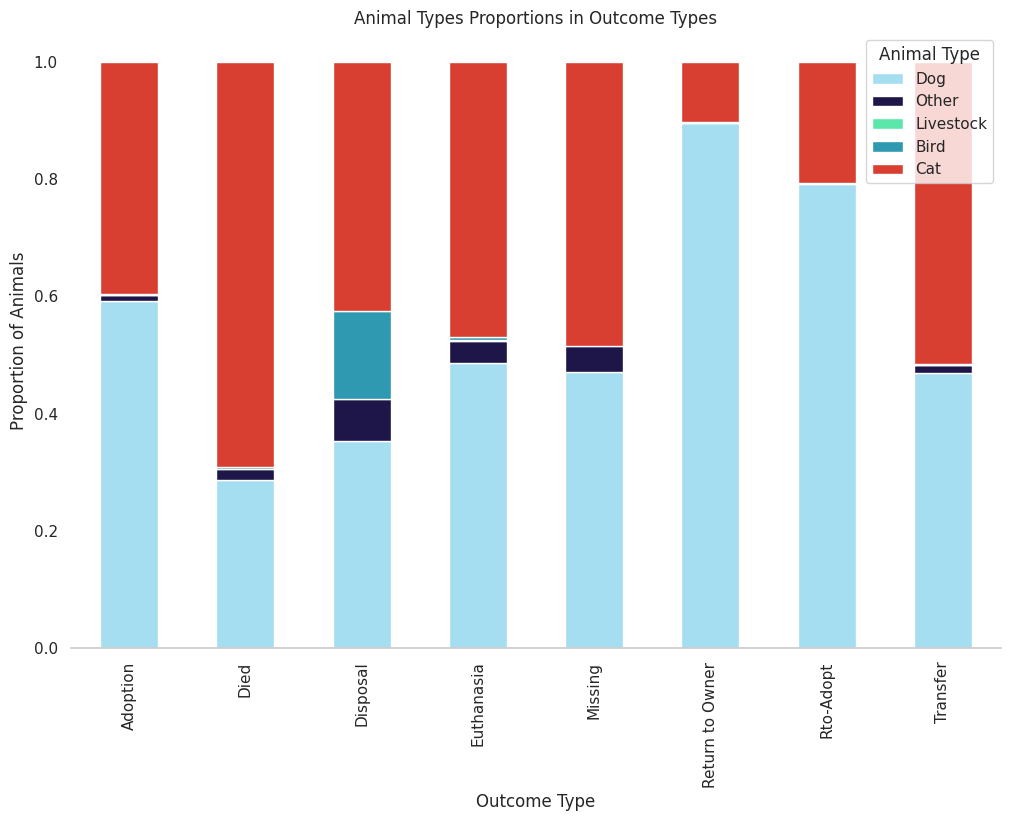 Animal Types Proportions in Outcome Types
Animal Type
Dog
Other
Livestock
Bird
Cat
Proportion of Animals
1.0
0.8
0.6
0.4
0.2
0.0
Adoption
Died
Disposal
Euthanasia
Missing
Return to Owner
Rto-Adopt
Transfer
Outcome Type